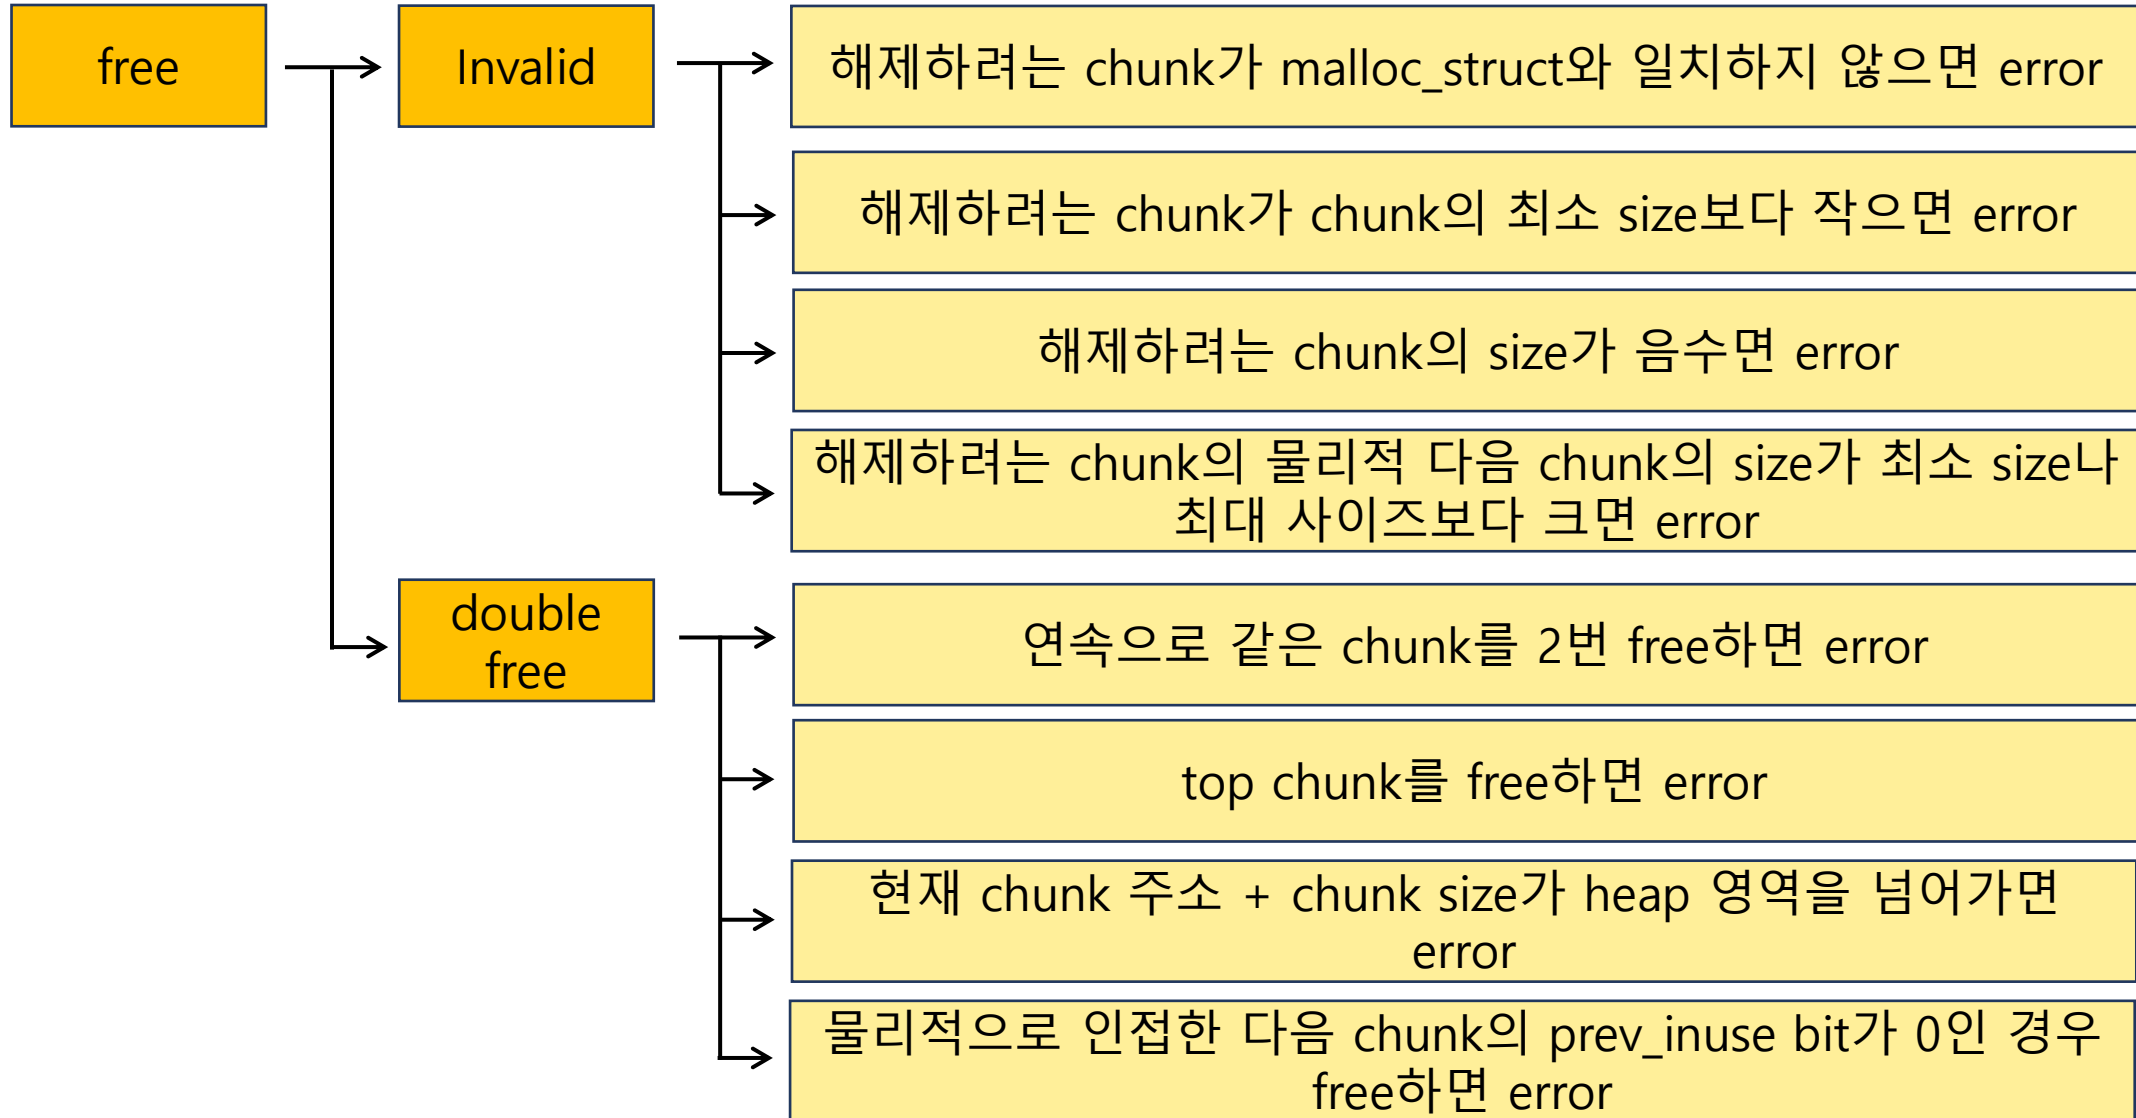 free
Invalid
해제하려는 chunk가 malloc_struct와 일치하지 않으면 error
해제하려는 chunk가 chunk의 최소 size보다 작으면 error
해제하려는 chunk의 size가 음수면 error
해제하려는 chunk의 물리적 다음 chunk의 size가 최소 size나
최대 사이즈보다 크면 error
double
free
연속으로 같은 chunk를 2번 free하면 error
top chunk를 free하면 error
현재 chunk 주소 + chunk size가 heap 영역을 넘어가면
error
물리적으로 인접한 다음 chunk의 prev_inuse bit가 0인 경우
free하면 error